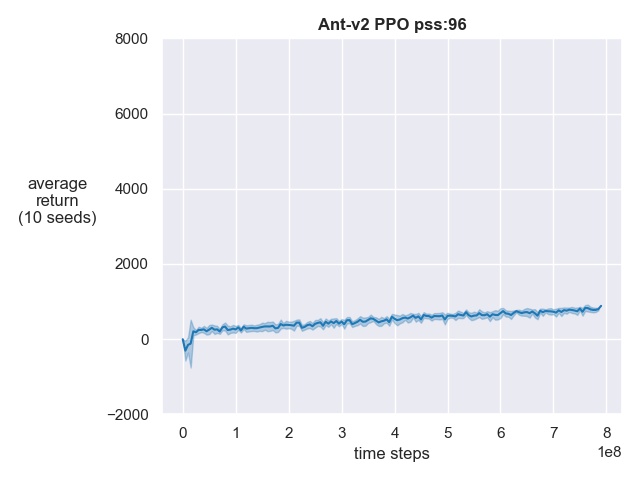 Ant-v2 PPO pss:96
8000
6000
4000
2000
0
−2000
average
return
(10 seeds)
0 1 2 3 4 5 6 7 8
1e8
time steps